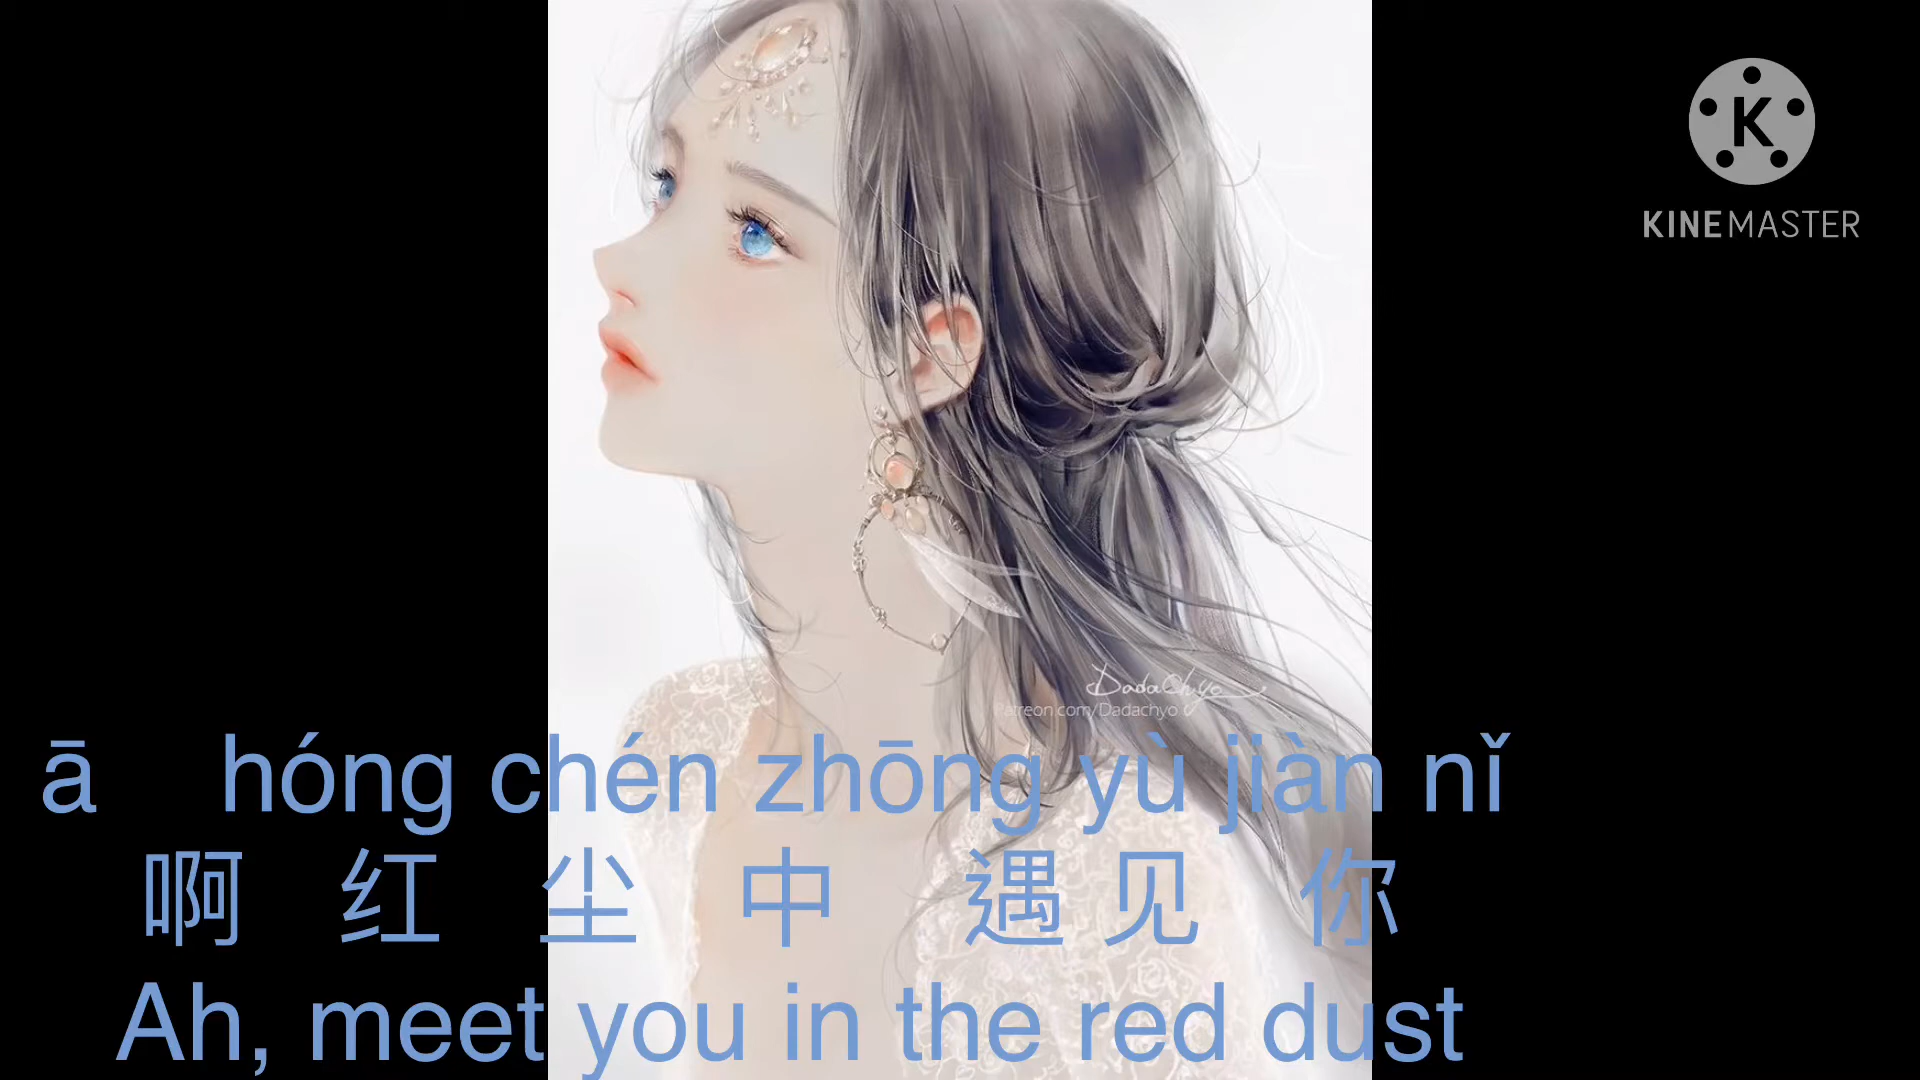 K
KINEMASTER
DadaChyo
Patreon.com/Dadachyo
ā hóng chén zhōng yù jiàn nǐ
啊 红 尘 中 遇 见 你
Ah, meet you in the red dust